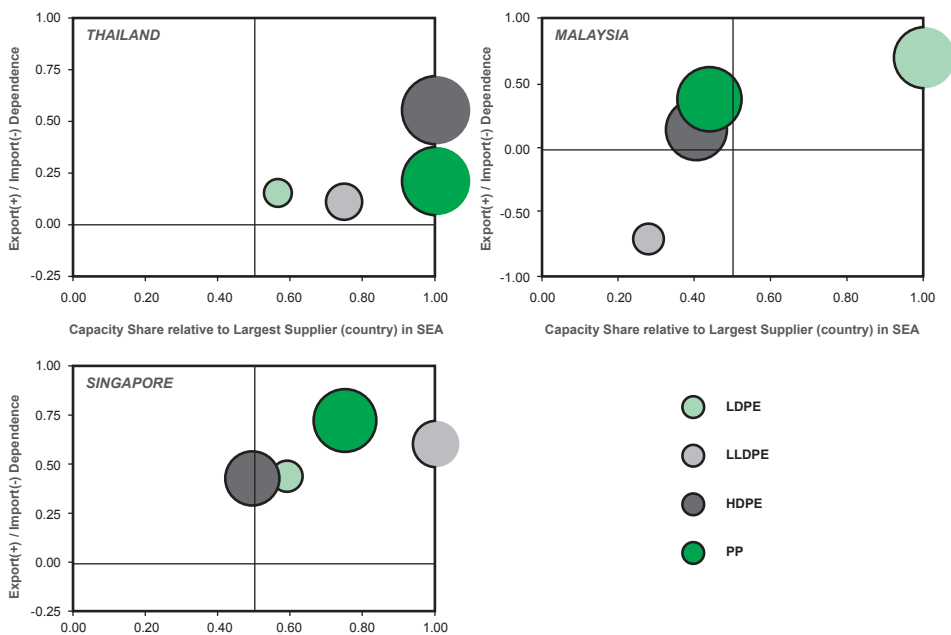 THAILAND
Export(+) / Import(-) Dependence
1.00
0.75
0.50
0.25
0.00
-0.25
0.00 0.20 0.40 0.60 0.80 1.00
Capacity Share relative to Largest Supplier (country) in SEA
MALAYSIA
Export(+) / Import(-) Dependence
1.00
0.50
0.00
-0.50
-1.00
0.00 0.20 0.40 0.60 0.80 1.00
Capacity Share relative to Largest Supplier (country) in SEA
SINGAPORE
Export(+) / Import(-) Dependence
1.00
0.75
0.50
0.25
0.00
-0.25
0.00 0.20 0.40 0.60 0.80 1.00
LDPE
LLDPE
HDPE
PP